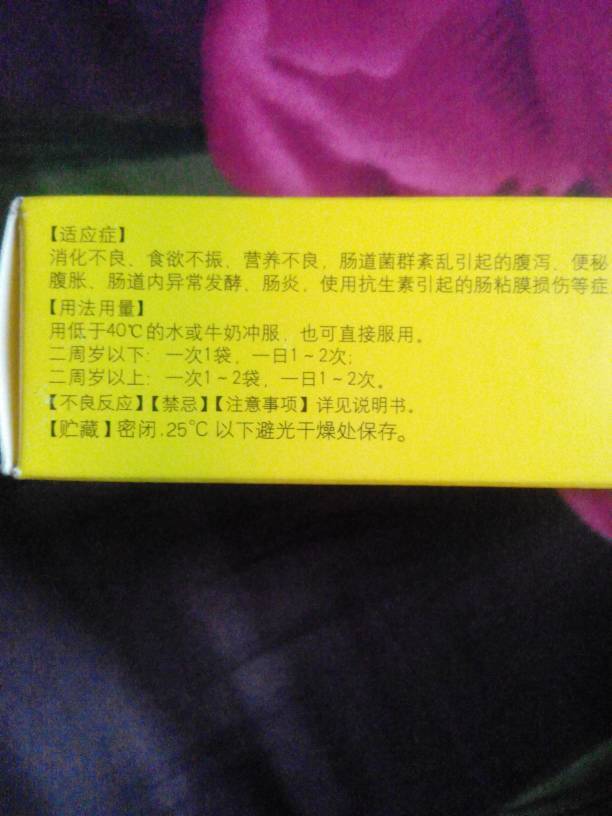 【适应症】
消化不良、食欲不振、营养不良，肠道菌群紊乱引起的腹泻、便秘
腹胀、肠道内异常发酵、肠炎，使用抗生素引起的肠粘膜损伤等症
【用法用量】
用低于40℃的水或牛奶冲服，也可直接服用。
二周岁以下：一次1袋，一日1~2次;
二周岁以上：一次1~2袋，一日1~2次。
【不良反应】【禁忌】【注意事项】详见说明书。
【贮藏】密闭.25℃以下避光干燥处保存。